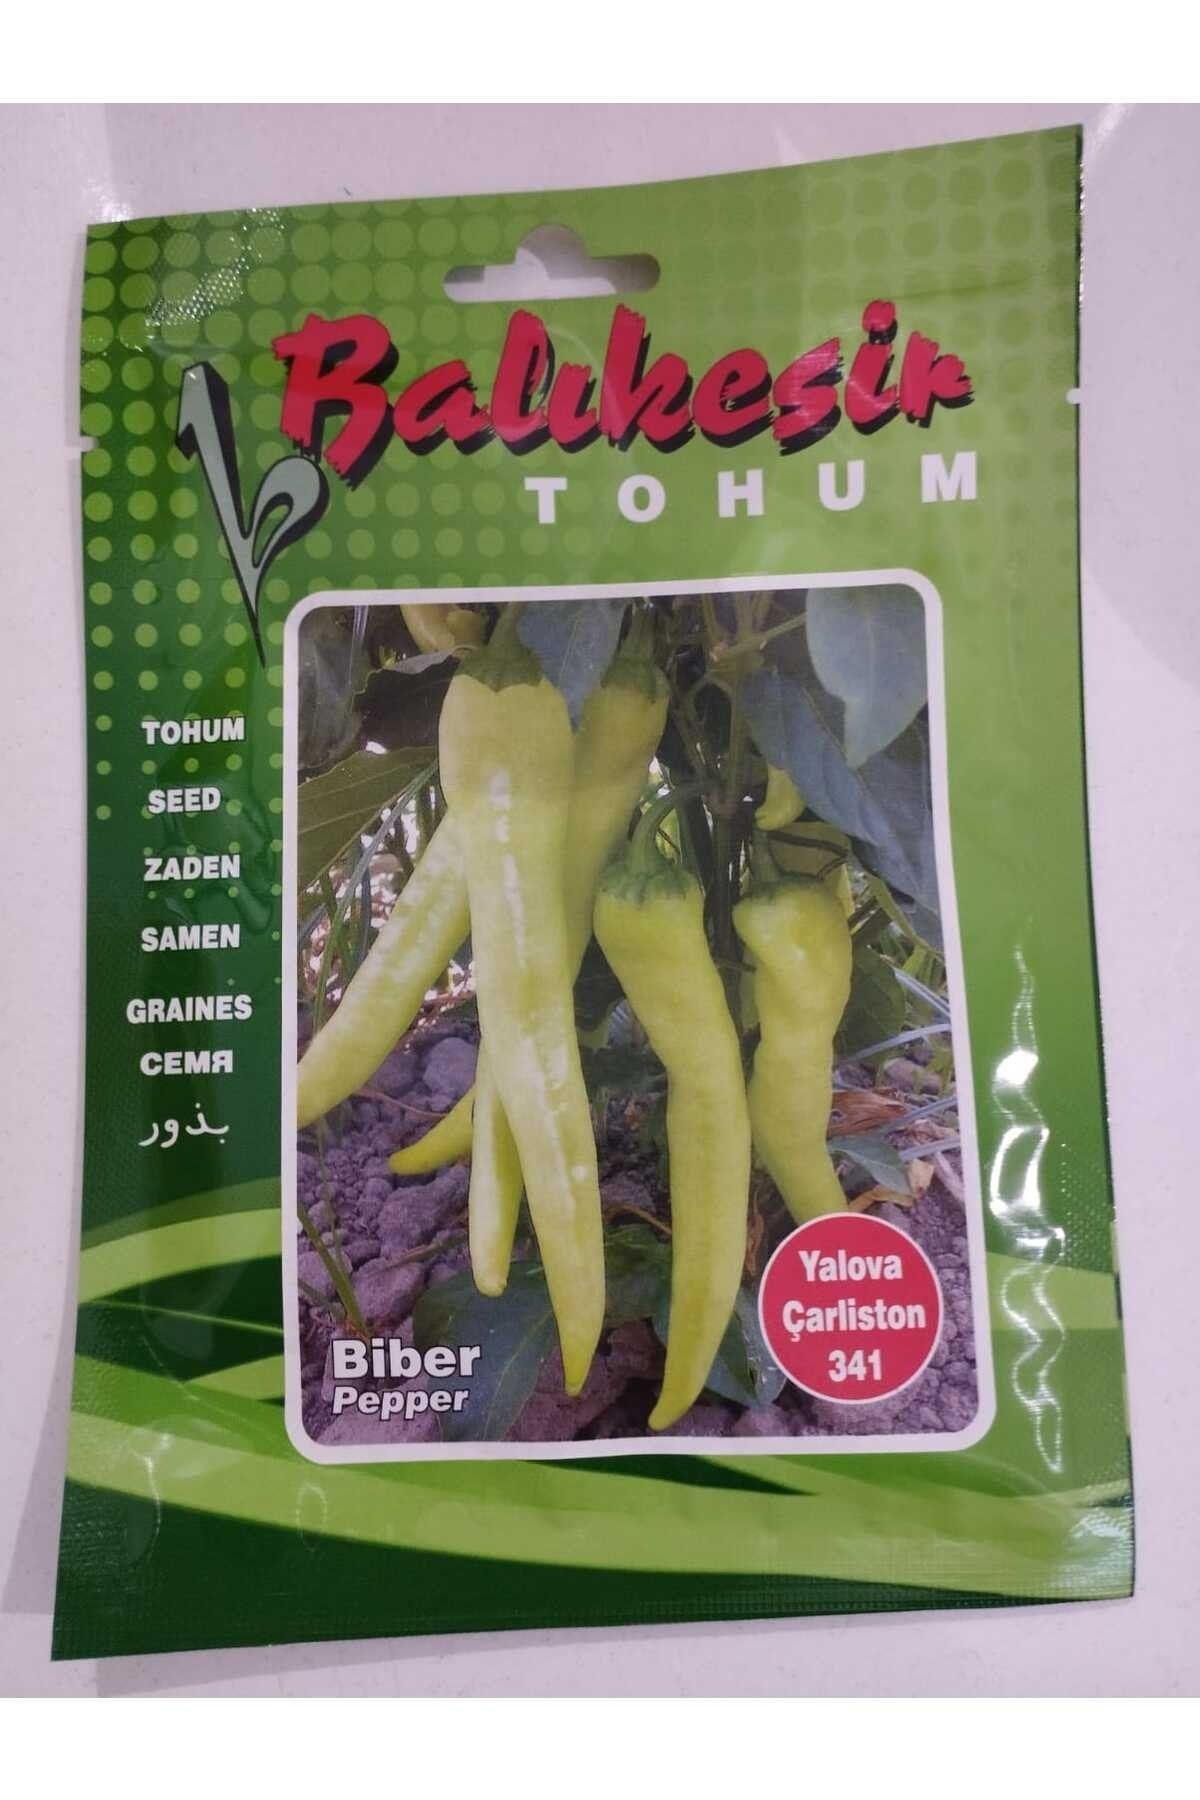 Balıkesir
TOHUM
TOHUM
SEED
ZADEN
SAMEN
GRAINES
СЕМЯ
بذور
Biber
Pepper
Yalova
Çarliston
341